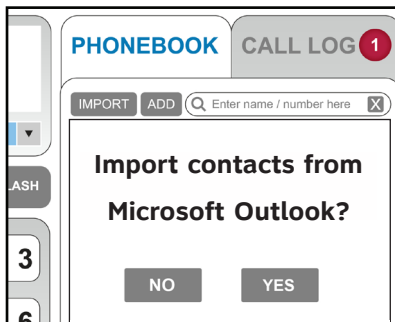 PHONEBOOK CALL LOG 1
IMPORT ADD Enter name / number here X
Import contacts from
LASH
Microsoft Outlook?
3
NO YES
6